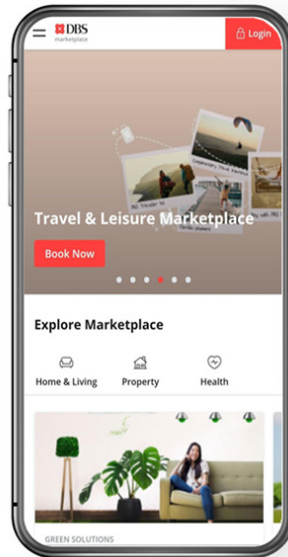 DBS
marketplace
Login
Travel & Leisure Marketplace
Book Now
Explore Marketplace
Home & Living
Property
Health
GREEN SOLUTIONS